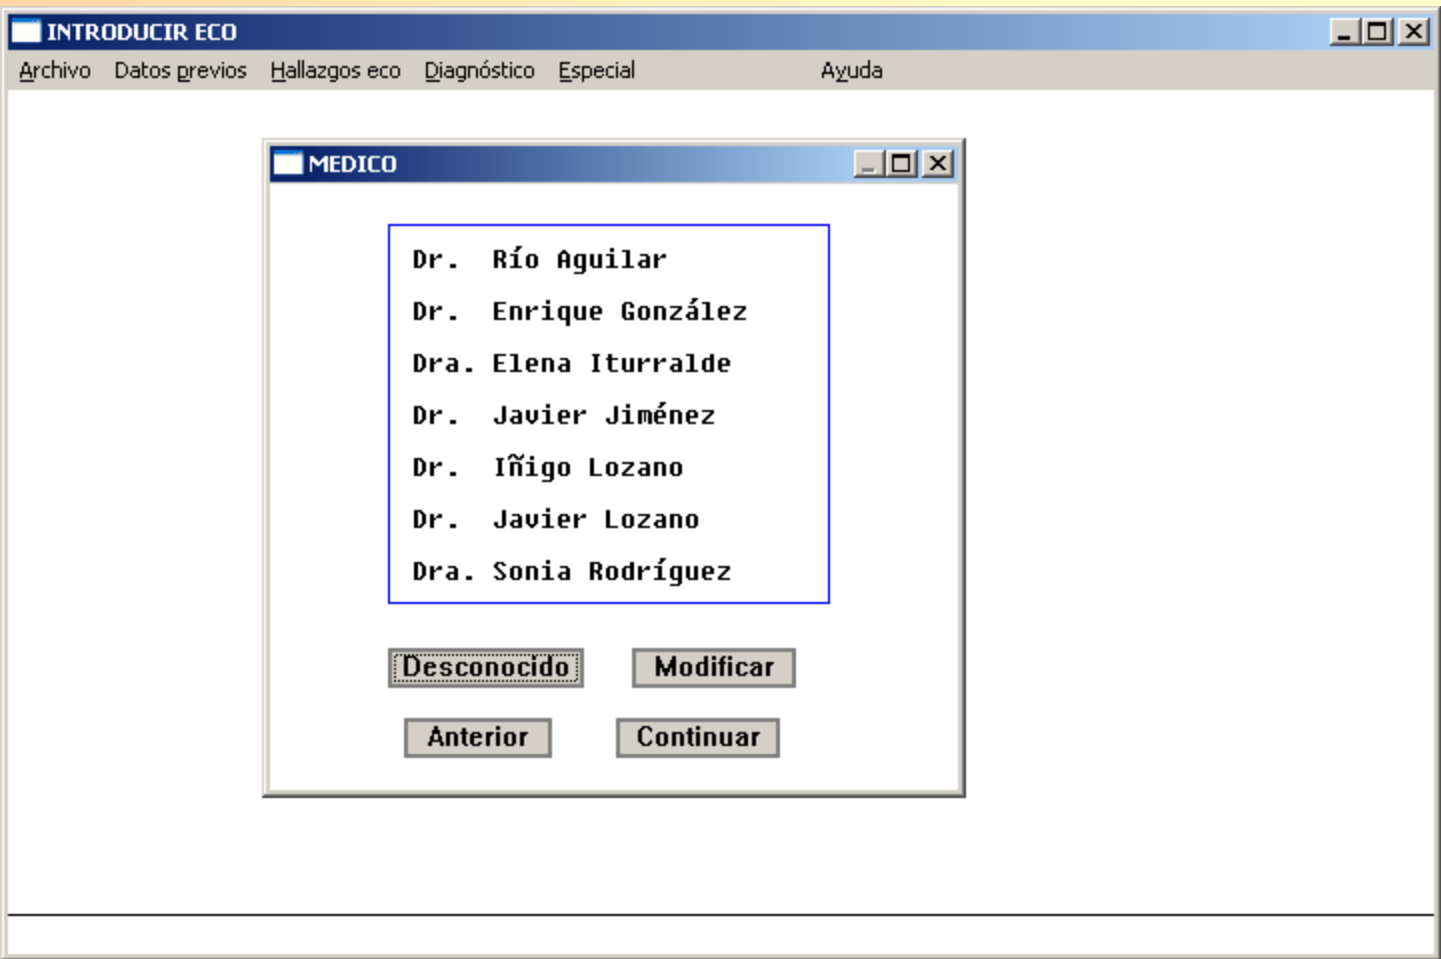 INTRODUCIR ECO
Archivo Datos previos Hallazgos eco Diagnóstico Especial Ayuda
MEDICO
Dr. Río Aguilar
Dr. Enrique González
Dra. Elena Iturralde
Dr. Javier Jiménez
Dr. Iñigo Lozano
Dr. Javier Lozano
Dra. Sonia Rodríguez
Desconocido Modificar
Anterior Continuar